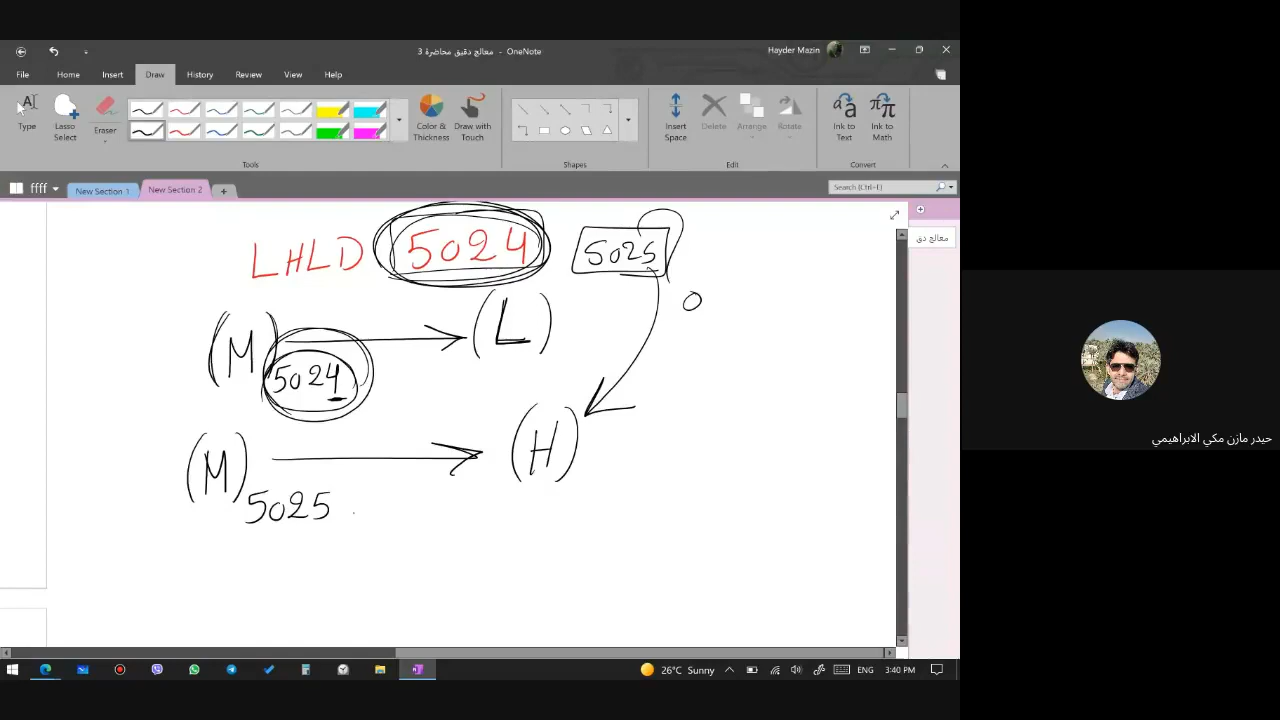 معالج دقيق محاضرة 3 - OneNote
Hayder Mazin
File Home Insert Draw History Review View Help
Type
Lasso Select
Eraser
Color & Thickness
Draw with Touch
Insert Space
Delete
Arrange
Rotate
Ink to Text
Ink to Math
Tools
Shapes
Edit
Convert
ffff
New Section 1
New Section 2
Search (Ctrl+E)
معالج دق
LHLD 5024 5025
(M) 5024 (L)
0
(M) 5025 (H)
حيدر مازن مكي الابراهيمي
26°C Sunny
ENG
3:40 PM